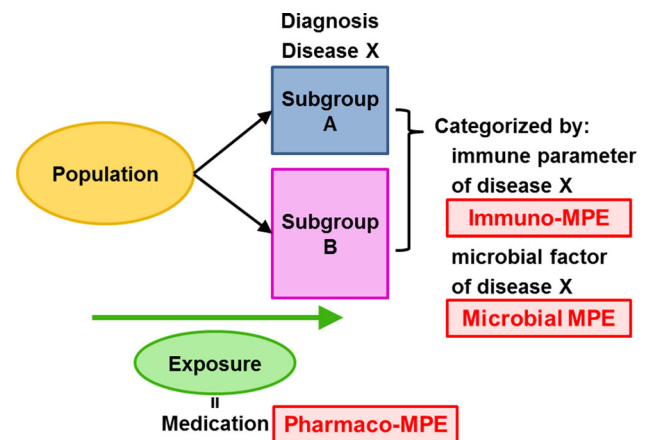 Diagnosis
Disease X
Subgroup
A
Population
Subgroup
B
Categorized by:
immune parameter
of disease X
Immuno-MPE
microbial factor
of disease X
Microbial MPE
Exposure
=
Medication Pharmaco-MPE